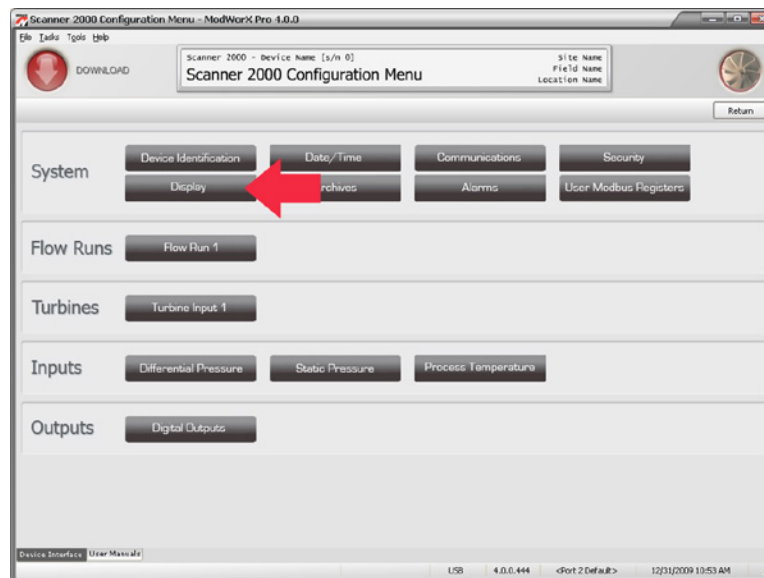 Scanner 2000 Configuration Menu - ModWorX Pro 4.0.0
File Tasks Tools Help
DOWNLOAD
Scanner 2000 - Device Name [s/n 0]
Scanner 2000 Configuration Menu
Site Name
Field Name
Location Name
Return
System
Device Identification Date/Time Communications Security
Display rchives Alarms User Modbus Registers
Flow Runs
Flow Run 1
Turbines
Turbine Input 1
Inputs
Differential Pressure Static Pressure Process Temperature
Outputs
Digital Outputs
Device Interface User Manuals
USB 4.0.0.444 <Port 2 Default> 12/31/2009 10:53 AM